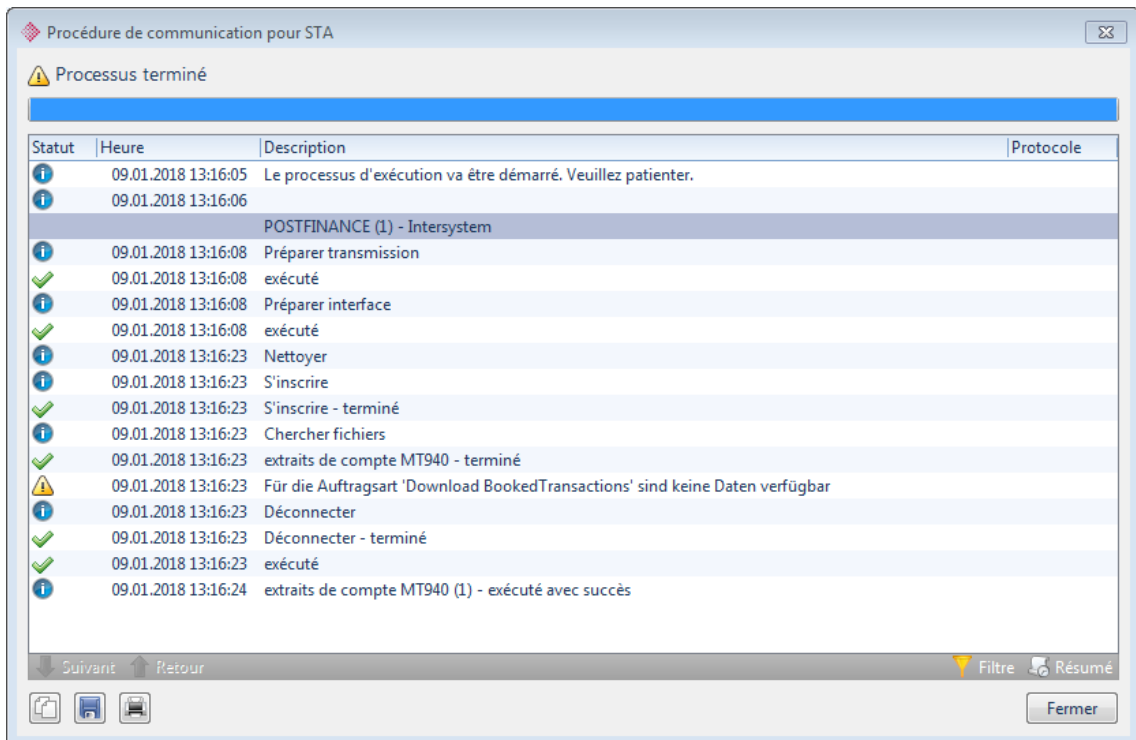 Procédure de communication pour STA
Processus terminé
Statut Heure Description Protocole
09.01.2018 13:16:05 Le processus d'exécution va être démarré. Veuillez patienter.
09.01.2018 13:16:06
POSTFINANCE (1) - Intersystem
09.01.2018 13:16:08 Préparer transmission
09.01.2018 13:16:08 exécuté
09.01.2018 13:16:08 Préparer interface
09.01.2018 13:16:08 exécuté
09.01.2018 13:16:23 Nettoyer
09.01.2018 13:16:23 S'inscrire
09.01.2018 13:16:23 S'inscrire - terminé
09.01.2018 13:16:23 Chercher fichiers
09.01.2018 13:16:23 extraits de compte MT940 - terminé
09.01.2018 13:16:23 Für die Auftragsart 'Download BookedTransactions' sind keine Daten verfügbar
09.01.2018 13:16:23 Déconnecter
09.01.2018 13:16:23 Déconnecter - terminé
09.01.2018 13:16:23 exécuté
09.01.2018 13:16:24 extraits de compte MT940 (1) - exécuté avec succès
Suivant Retour Filtre Résumé
Fermer